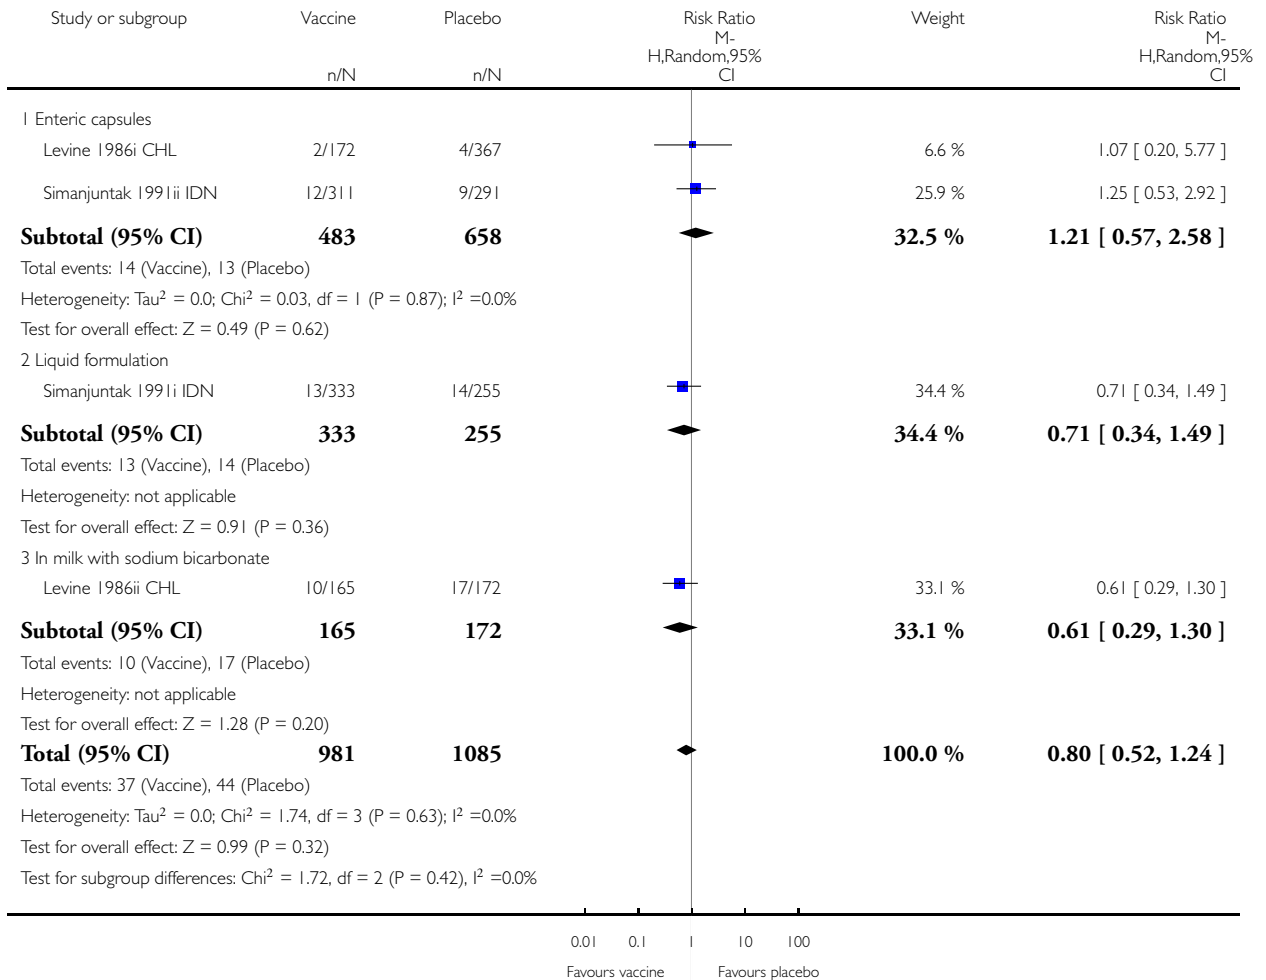 Study or subgroup Vaccine Placebo Risk Ratio Weight Risk Ratio
M- M-
H,Random,95% H,Random,95%
n/N n/N CI CI
1 Enteric capsules
Levine 1986i CHL 2/172 4/367 6.6 % 1.07 [ 0.20, 5.77 ]
Simanjuntak 1991ii IDN 12/311 9/291 25.9 % 1.25 [ 0.53, 2.92 ]
Subtotal (95% CI) 483 658 32.5 % 1.21 [ 0.57, 2.58 ]
Total events: 14 (Vaccine), 13 (Placebo)
Heterogeneity: Tau² = 0.0; Chi² = 0.03, df = 1 (P = 0.87); I² =0.0%
Test for overall effect: Z = 0.49 (P = 0.62)
2 Liquid formulation
Simanjuntak 1991i IDN 13/333 14/255 34.4 % 0.71 [ 0.34, 1.49 ]
Subtotal (95% CI) 333 255 34.4 % 0.71 [ 0.34, 1.49 ]
Total events: 13 (Vaccine), 14 (Placebo)
Heterogeneity: not applicable
Test for overall effect: Z = 0.91 (P = 0.36)
3 In milk with sodium bicarbonate
Levine 1986ii CHL 10/165 17/172 33.1 % 0.61 [ 0.29, 1.30 ]
Subtotal (95% CI) 165 172 33.1 % 0.61 [ 0.29, 1.30 ]
Total events: 10 (Vaccine), 17 (Placebo)
Heterogeneity: not applicable
Test for overall effect: Z = 1.28 (P = 0.20)
Total (95% CI) 981 1085 100.0 % 0.80 [ 0.52, 1.24 ]
Total events: 37 (Vaccine), 44 (Placebo)
Heterogeneity: Tau² = 0.0; Chi² = 1.74, df = 3 (P = 0.63); I² =0.0%
Test for overall effect: Z = 0.99 (P = 0.32)
Test for subgroup differences: Chi² = 1.72, df = 2 (P = 0.42), I² =0.0%
0.01 0.1 1 10 100
Favours vaccine Favours placebo